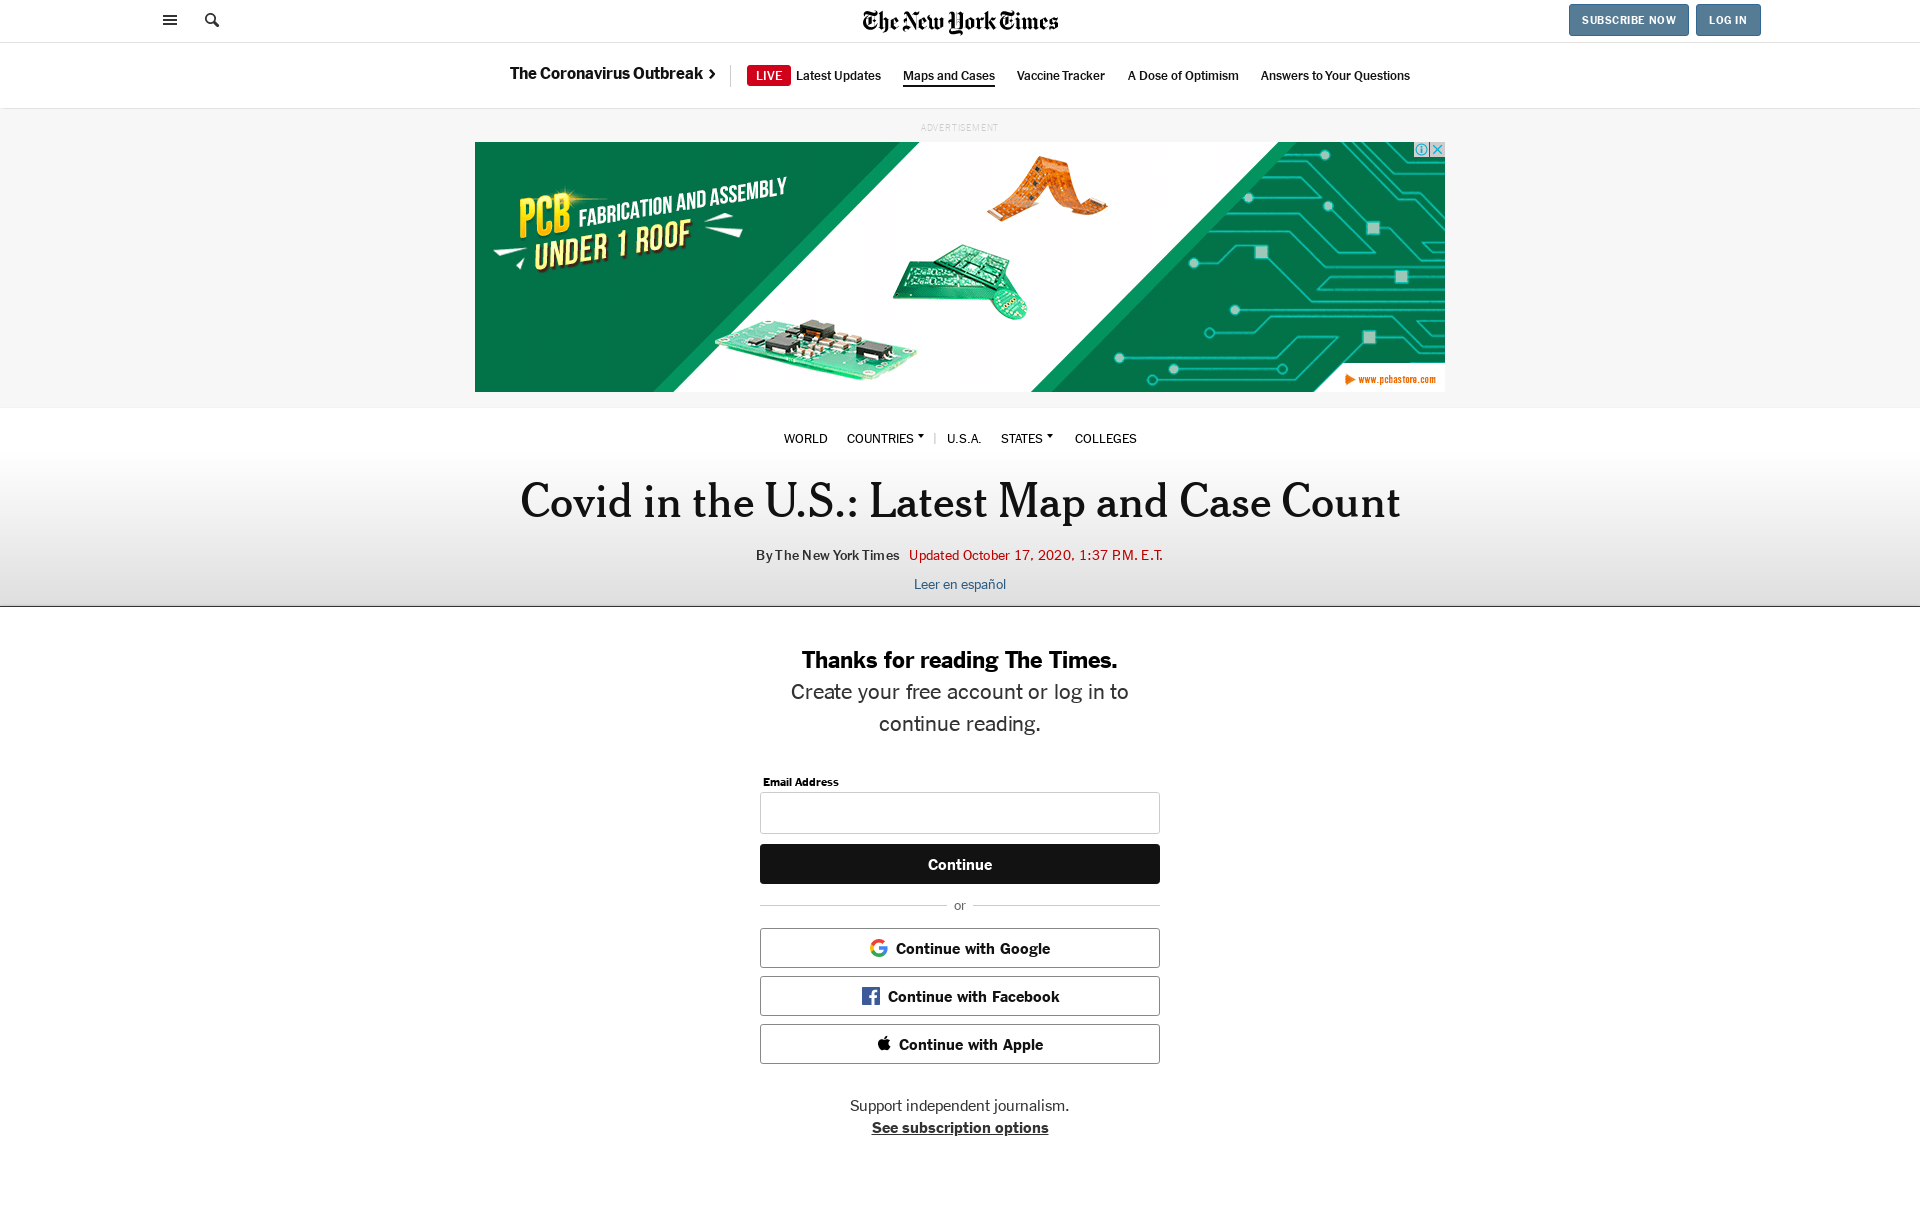 The New York Times
SUBSCRIBE NOW
LOG IN
The Coronavirus Outbreak
LIVE Latest Updates
Maps and Cases
Vaccine Tracker
A Dose of Optimism
Answers to Your Questions
ADVERTISEMENT
PCB FABRICATION AND ASSEMBLY
UNDER 1 ROOF
www.pcbastore.com
WORLD COUNTRIES U.S.A. STATES COLLEGES
Covid in the U.S.: Latest Map and Case Count
By The New York Times Updated October 17, 2020, 1:37 P.M. E.T.
Leer en español
Thanks for reading The Times.
Create your free account or log in to
continue reading.
Email Address
Continue
or
Continue with Google
Continue with Facebook
Continue with Apple
Support independent journalism.
See subscription options